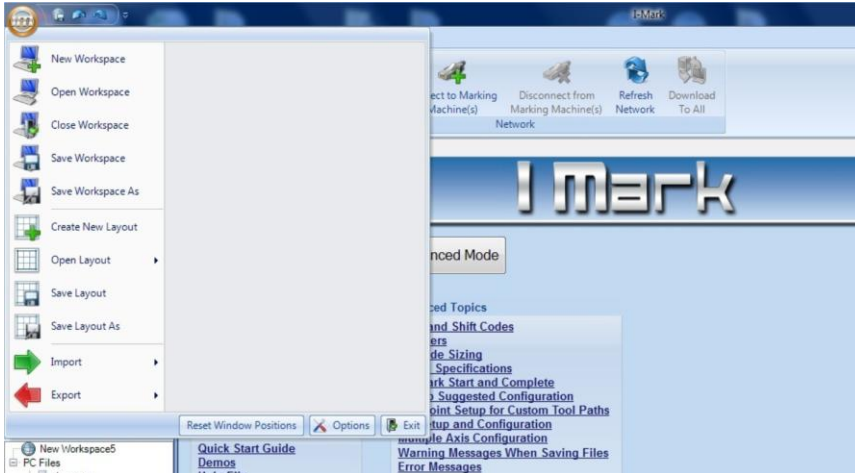 I-Mark
New Workspace
Open Workspace
Close Workspace
Save Workspace
Save Workspace As
Create New Layout
Open Layout
Save Layout
Save Layout As
Import
Export
Reset Window Positions
Options
Exit
ect to Marking
Machine(s)
Disconnect from
Marking Machine(s)
Refresh
Network
Download
To All
Network
I Mark
nced Mode
ced Topics
and Shift Codes
ers
de Sizing
Specifications
rk Start and Complete
Suggested Configuration
oint Setup for Custom Tool Paths
tup and Configuration
Multiple Axis Configuration
Warning Messages When Saving Files
Error Messages
New Workspace5
PC Files
Quick Start Guide
Demos